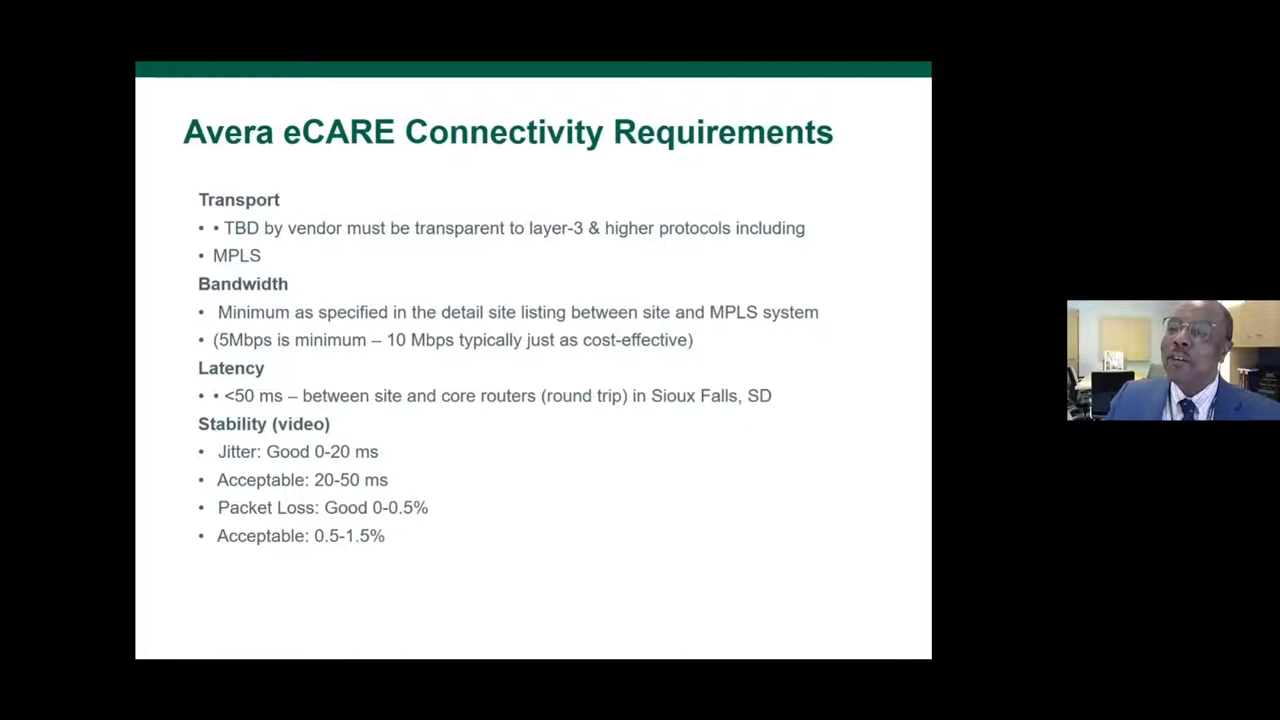 Avera eCARE Connectivity Requirements
Transport
• • TBD by vendor must be transparent to layer-3 & higher protocols including
• MPLS
Bandwidth
• Minimum as specified in the detail site listing between site and MPLS system
• (5Mbps is minimum – 10 Mbps typically just as cost-effective)
Latency
• • <50 ms – between site and core routers (round trip) in Sioux Falls, SD
Stability (video)
• Jitter: Good 0-20 ms
• Acceptable: 20-50 ms
• Packet Loss: Good 0-0.5%
• Acceptable: 0.5-1.5%